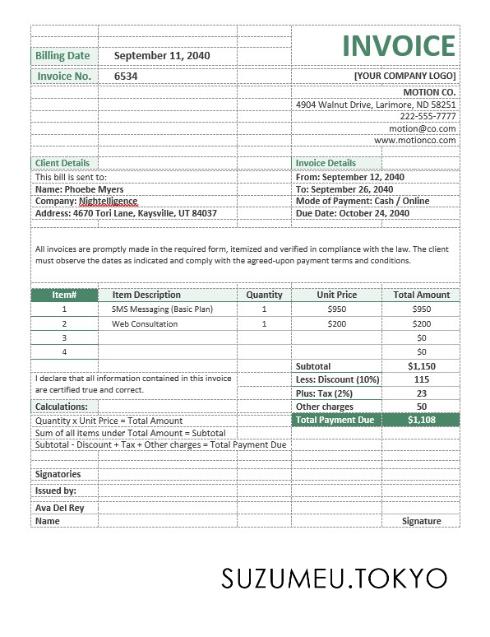 INVOICE
Billing Date September 11, 2040
Invoice No. 6534 [YOUR COMPANY LOGO]
MOTION CO.
4904 Walnut Drive, Larimore, ND 58251
222-555-7777
motion@co.com
www.motionco.com
Client Details Invoice Details
This bill is sent to: From: September 12, 2040
Name: Phoebe Myers To: September 26, 2040
Company: Nightelligence Mode of Payment: Cash / Online
Address: 4670 Tori Lane, Kaysville, UT 84037 Due Date: October 24, 2040
All invoices are promptly made in the required form, itemized and verified in compliance with the law. The client
must observe the dates as indicated and comply with the agreed-upon payment terms and conditions.
Item# Item Description Quantity Unit Price Total Amount
1 SMS Messaging (Basic Plan) 1 $950 $950
2 Web Consultation 1 $200 $200
3 $0
4 $0
Subtotal $1,150
I declare that all information contained in this invoice
are certified true and correct.
Less: Discount (10%) 115
Plus: Tax (2%) 23
Calculations: Other charges 50
Quantity x Unit Price = Total Amount Total Payment Due $1,108
Sum of all items under Total Amount = Subtotal
Subtotal - Discount + Tax + Other charges = Total Payment Due
Signatories
Issued by:
Ava Del Rey
Name Signature
SUZUMEU.TOKYO